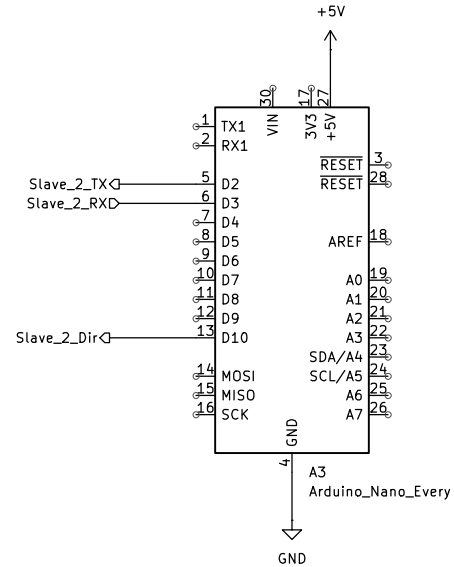 +5V
30 17 27
VIN 3V3 +5V
1 TX1
2 RX1
RESET 3
Slave_2_TX 5 D2 RESET 28
Slave_2_RX 6 D3
7 D4
8 D5 AREF 18
9 D6
10 D7 A0 19
11 D8 A1 20
12 D9 A2 21
Slave_2_Dir 13 D10 A3 22
SDA/A4 23
14 MOSI SCL/A5 24
15 MISO A6 25
16 SCK A7 26
GND
4
A3
Arduino_Nano_Every
GND